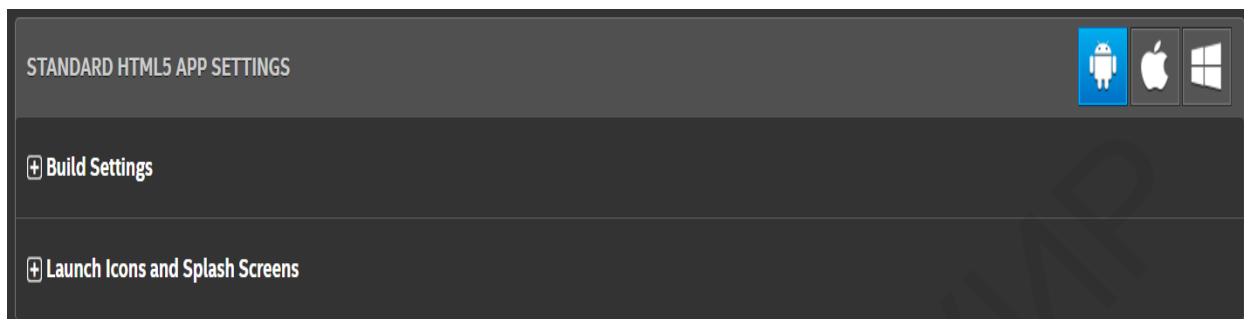 STANDARD HTML5 APP SETTINGS
Build Settings
Launch Icons and Splash Screens